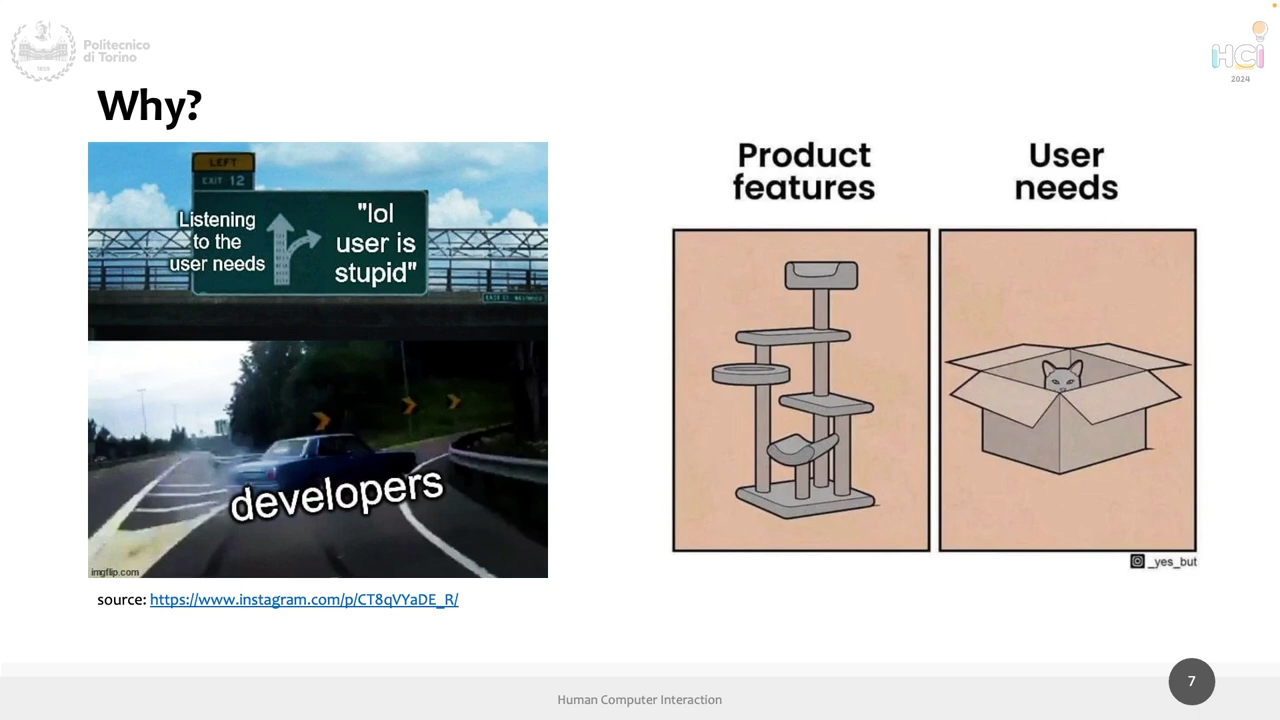 Politecnico
di Torino
1859
HCI
2024
Why?
LEFT
EXIT 12
Listening
to the
user needs
"lol
user is
stupid"
developers
imgflip.com
source: https://www.instagram.com/p/CT8qVYaDE_R/
Product
features
User
needs
_yes_but
Human Computer Interaction
7